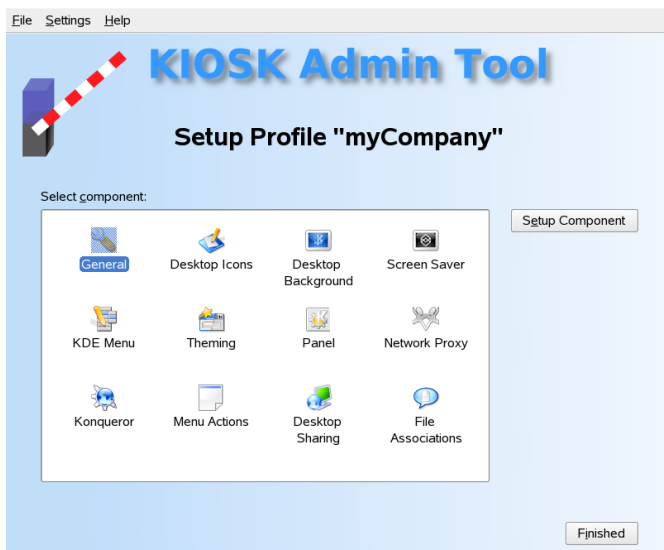 File Settings Help
KIOSK Admin Tool
Setup Profile "myCompany"
Select component:
Setup Component
General Desktop Icons Desktop Background Screen Saver
KDE Menu Theming Panel Network Proxy
Konqueror Menu Actions Desktop Sharing File Associations
Finished